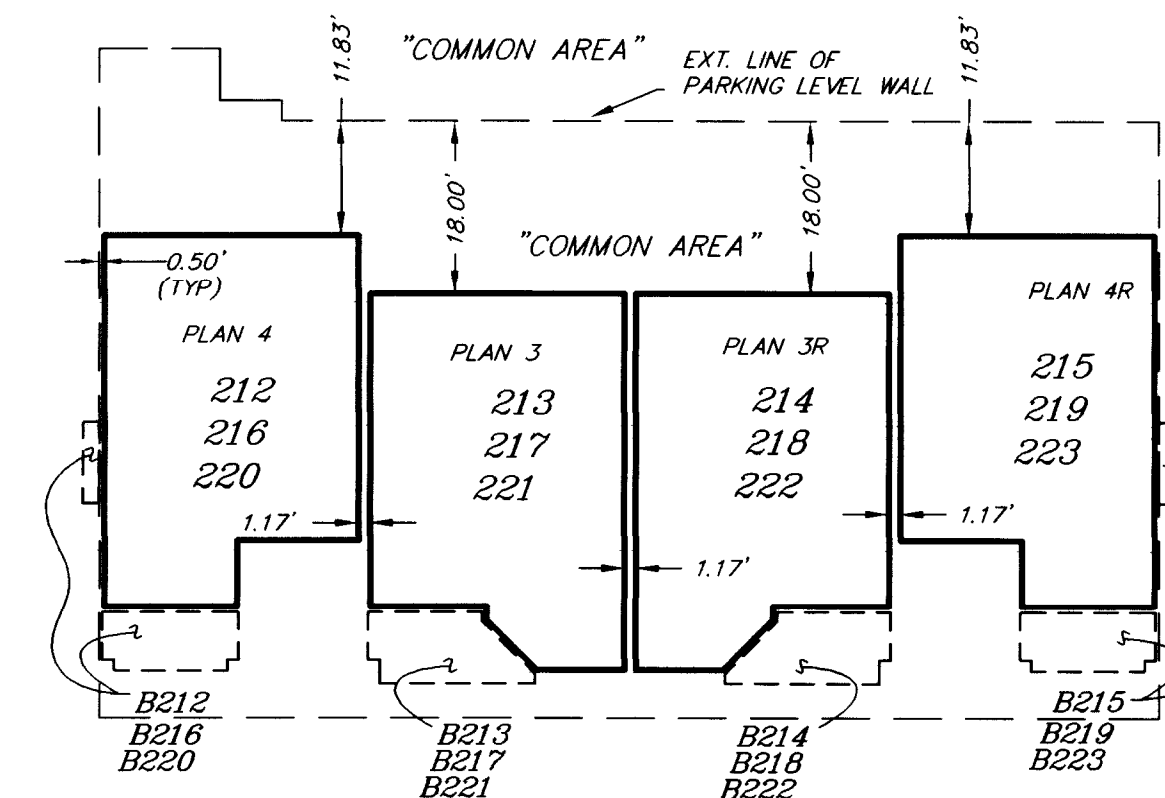 11.83'
"COMMON AREA"
EXT. LINE OF
PARKING LEVEL WALL
11.83'
18.00'
18.00'
"COMMON AREA"
0.50'
(TYP)
PLAN 4
212
216
220
PLAN 3
213
217
221
PLAN 3R
214
218
222
PLAN 4R
215
219
223
1.17'
1.17'
1.17'
B212
B216
B220
B213
B217
B221
B214
B218
B222
B215
B219
B223